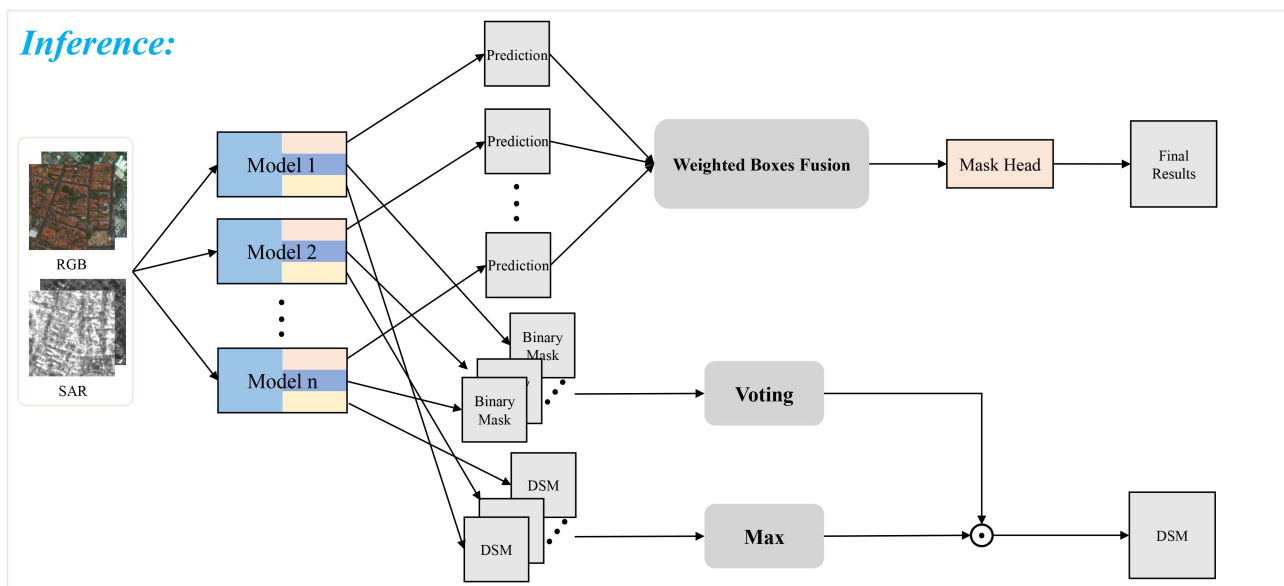 Inference:
RGB
SAR
Model 1
Model 2
Model n
Prediction
Prediction
Prediction
Binary
Mask
Binary
Mask
DSM
DSM
Weighted Boxes Fusion
Mask Head
Final
Results
Voting
Max
DSM